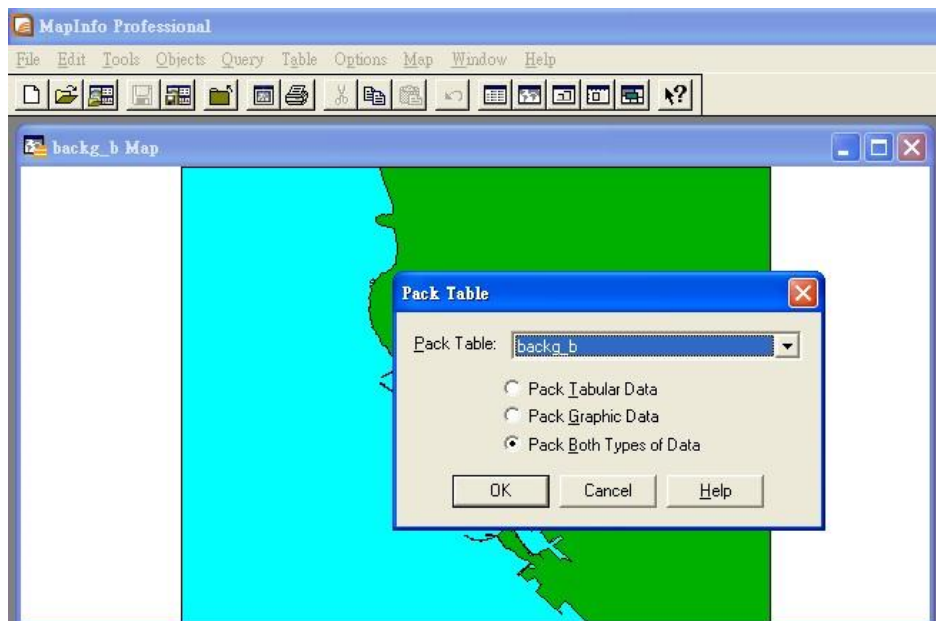 MapInfo Professional
File Edit Tools Objects Query Table Options Map Window Help
backg_b Map
Pack Table
Pack Table: backg_b
Pack Tabular Data
Pack Graphic Data
Pack Both Types of Data
OK Cancel Help